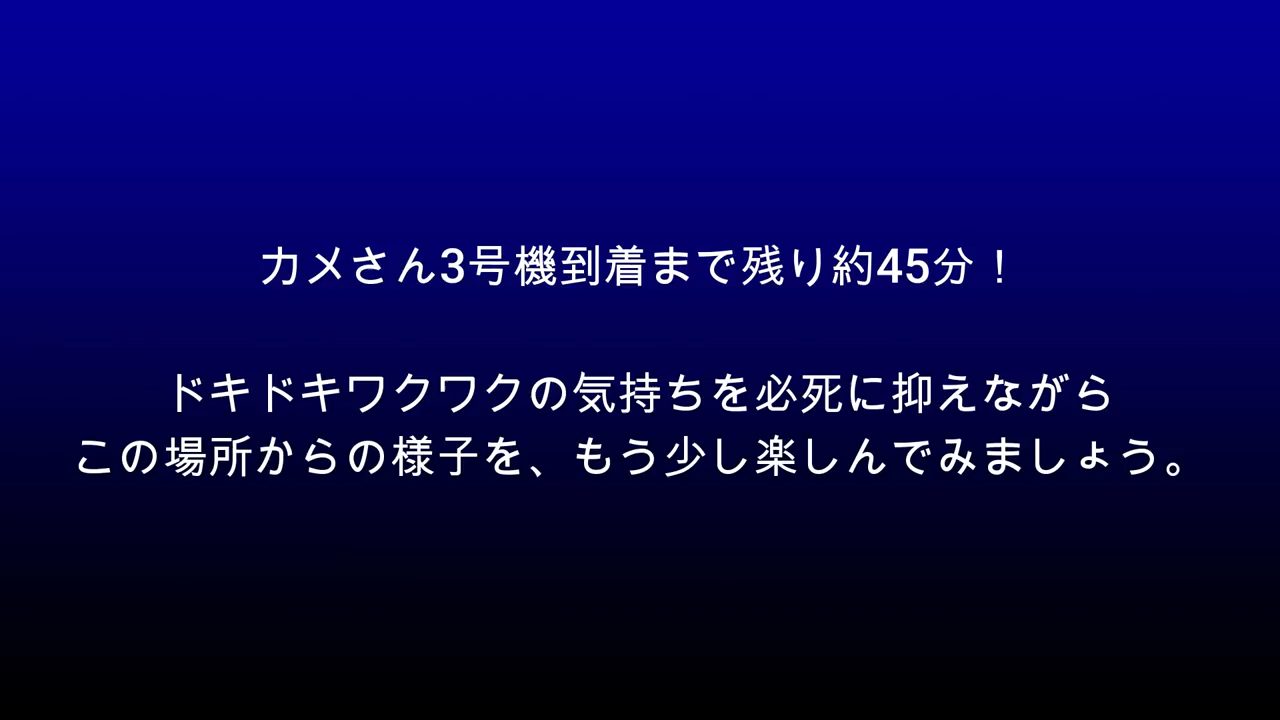 カメさん3号機到着まで残り約45分！
ドキドキワクワクの気持ちを必死に抑えながら
この場所からの様子を、もう少し楽しんでみましょう。